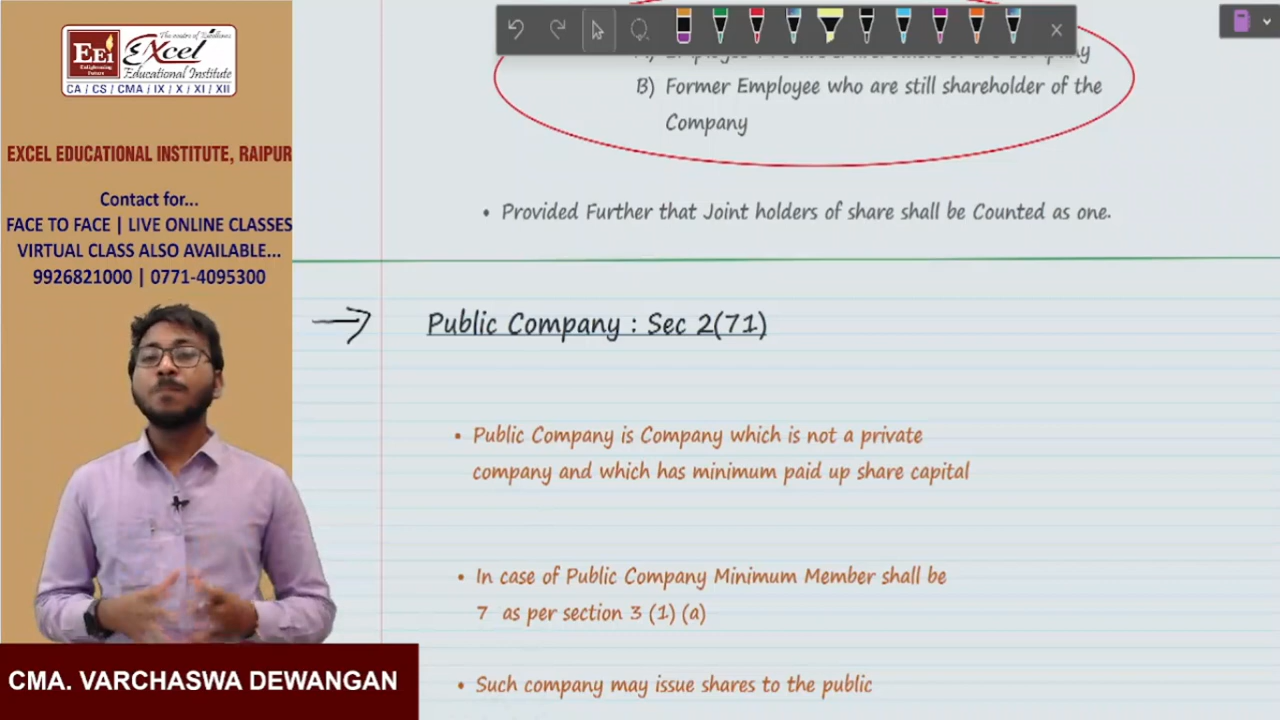 EEi
Enlightening
Future
The centre of Excellence
Excel
Educational Institute
CA / CS / CMA / IX / X / XI / XII
EXCEL EDUCATIONAL INSTITUTE, RAIPUR
Contact for...
FACE TO FACE | LIVE ONLINE CLASSES
VIRTUAL CLASS ALSO AVAILABLE...
9926821000 | 0771-4095300
CMA. VARCHASWA DEWANGAN
B) Former Employee who are still shareholder of the
Company
• Provided Further that Joint holders of share shall be Counted as one.
Public Company : Sec 2(71)
• Public Company is Company which is not a private
company and which has minimum paid up share capital
• In case of Public Company Minimum Member shall be
7 as per section 3 (1) (a)
• Such company may issue shares to the public